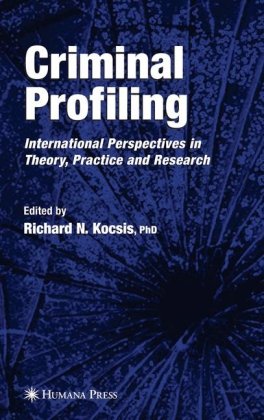 Criminal
Profiling
International Perspectives in
Theory, Practice and Research
Edited by
Richard N. Kocsis, PhD
HUMANA PRESS